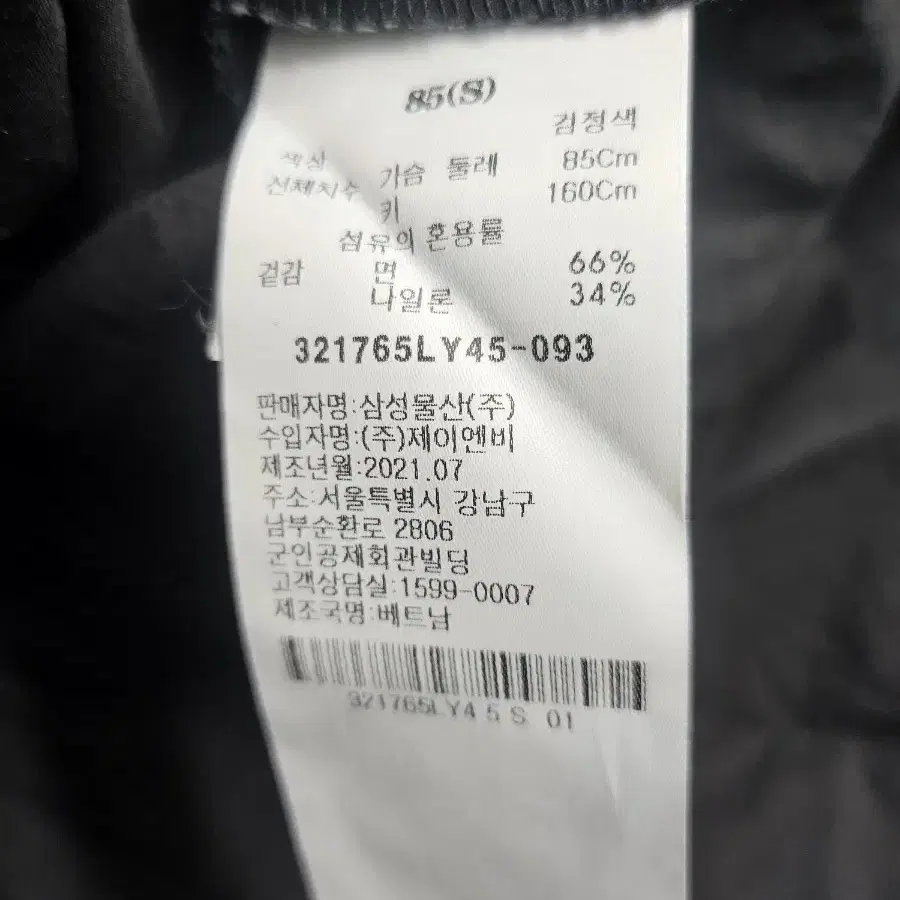 85(S)
색상 검정색
신체치수 가슴 둘레 85Cm
키 160Cm
섬유의 혼용률
겉감 면 66%
나일론 34%
321765LY45-093
판매자명:삼성물산(주)
수입자명:(주)제이엔비
제조년월:2021.07
주소:서울특별시 강남구
남부순환로 2806
군인공제회관빌딩
고객상담실:1599-0007
제조국명:베트남
321765LY45 S 01